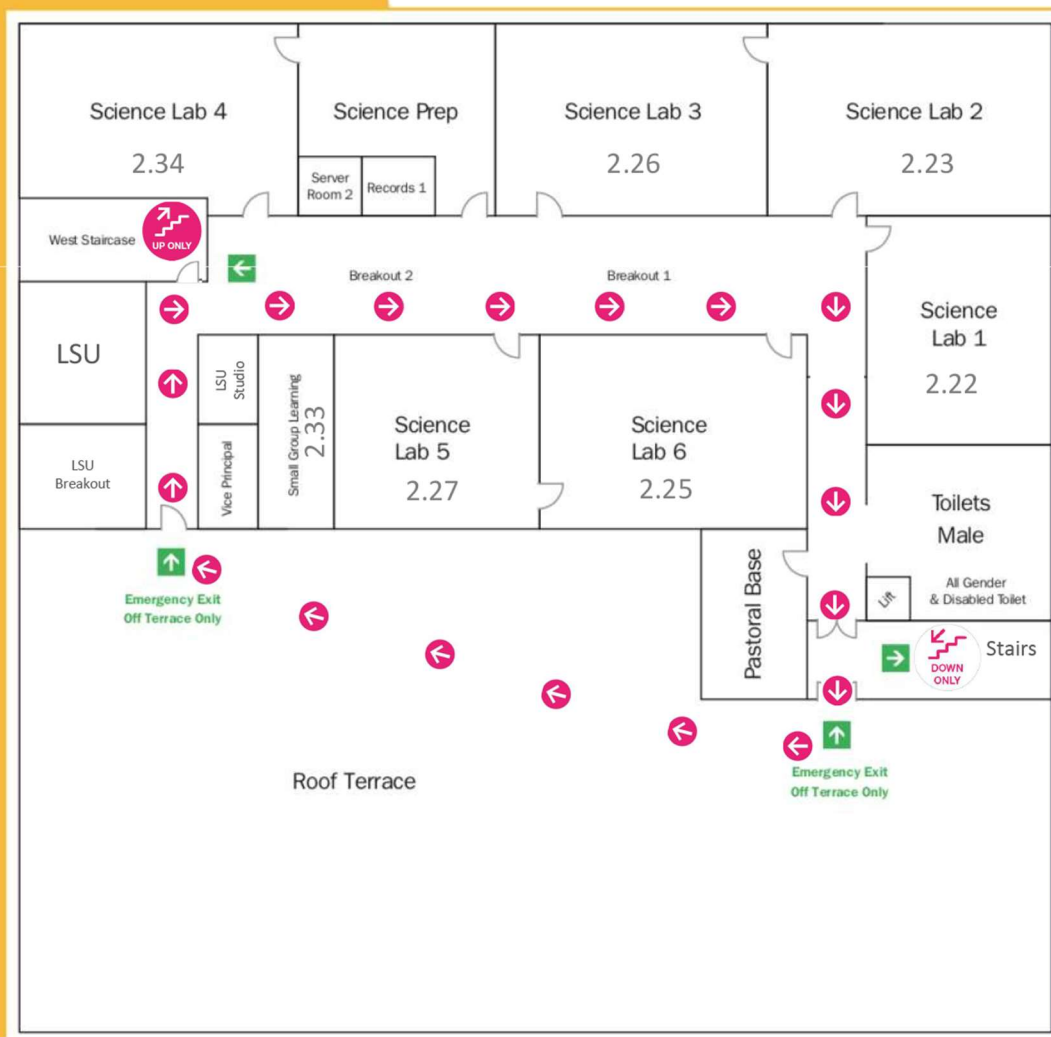 Science Lab 4
2.34
Science Prep
Server
Room 2
Records 1
Science Lab 3
2.26
Science Lab 2
2.23
West Staircase
UP ONLY
Breakout 2
Breakout 1
Science
Lab 1
2.22
LSU
LSU
Studio
Small Group Learning
2.33
Science
Lab 5
2.27
Science
Lab 6
2.25
LSU
Breakout
Vice Principal
Toilets
Male
All Gender
& Disabled Toilet
Lift
Pastoral Base
Emergency Exit
Off Terrace Only
Stairs
DOWN
ONLY
Roof Terrace
Emergency Exit
Off Terrace Only